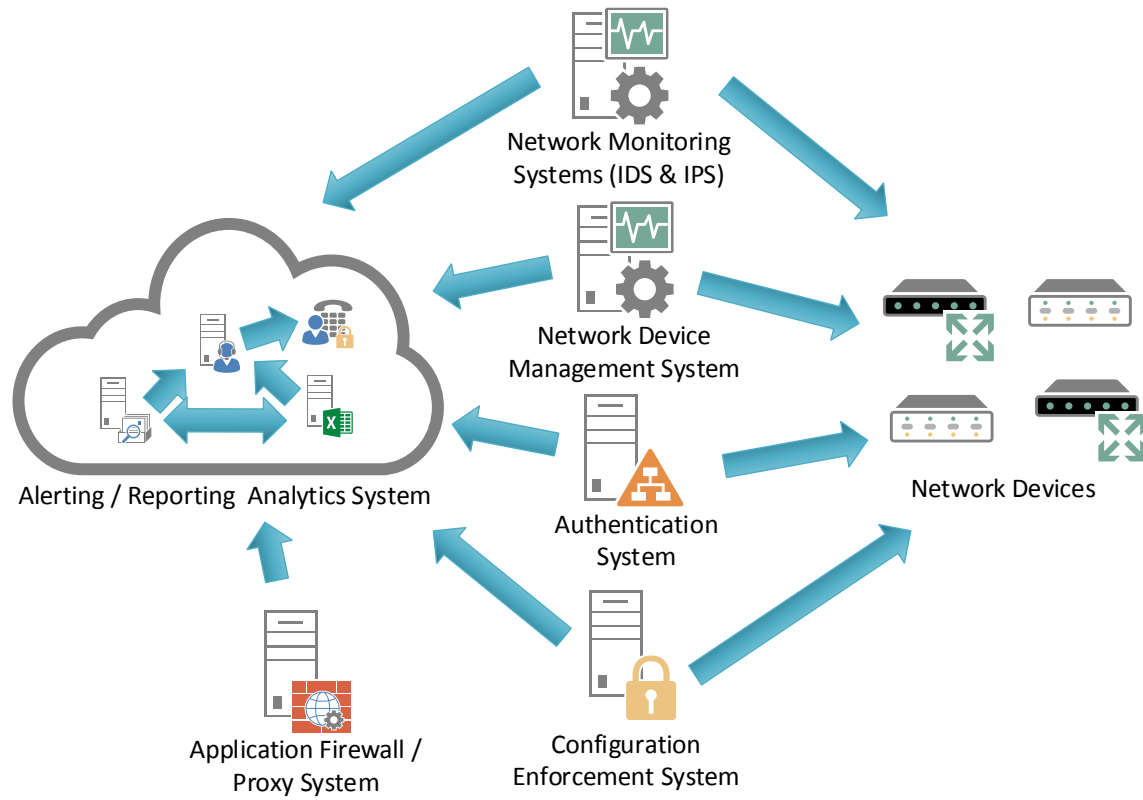 Network Monitoring
Systems (IDS & IPS)
Network Device
Management System
Alerting / Reporting  Analytics System
Network Devices
Authentication
System
Application Firewall /
Proxy System
Configuration
Enforcement System
X